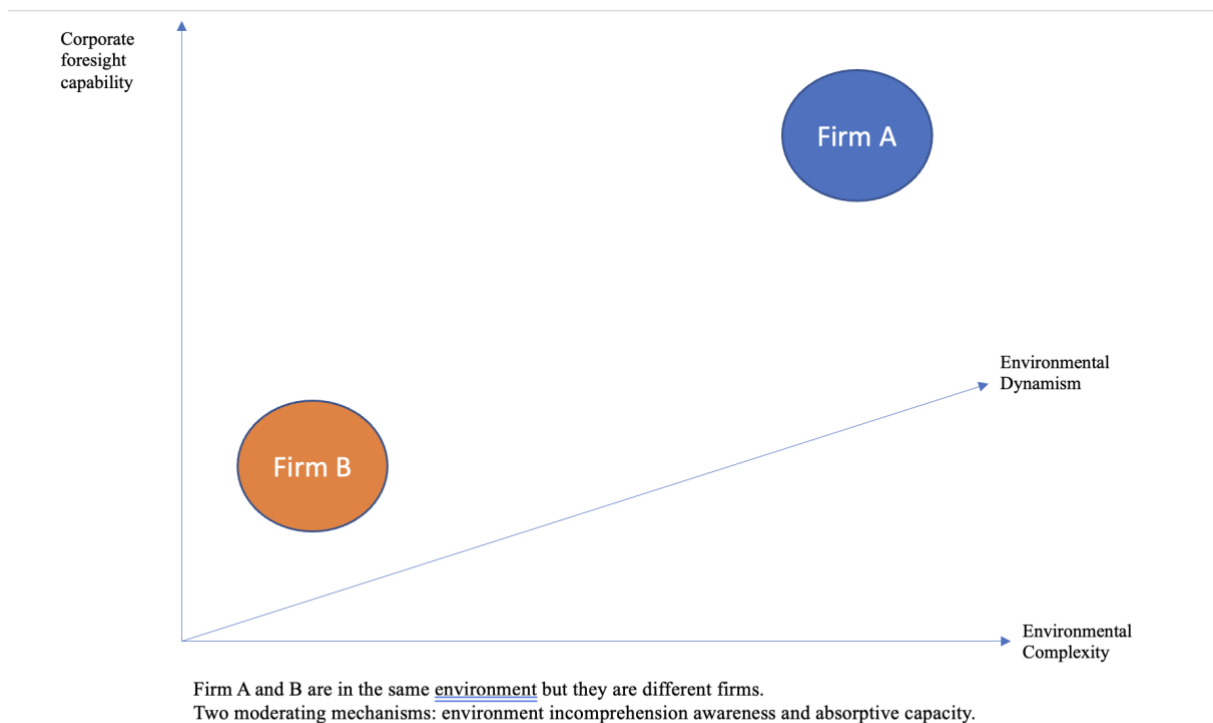 Corporate
foresight
capability
Firm A
Environmental
Dynamism
Firm B
Environmental
Complexity
Firm A and B are in the same environment but they are different firms.
Two moderating mechanisms: environment incomprehension awareness and absorptive capacity.